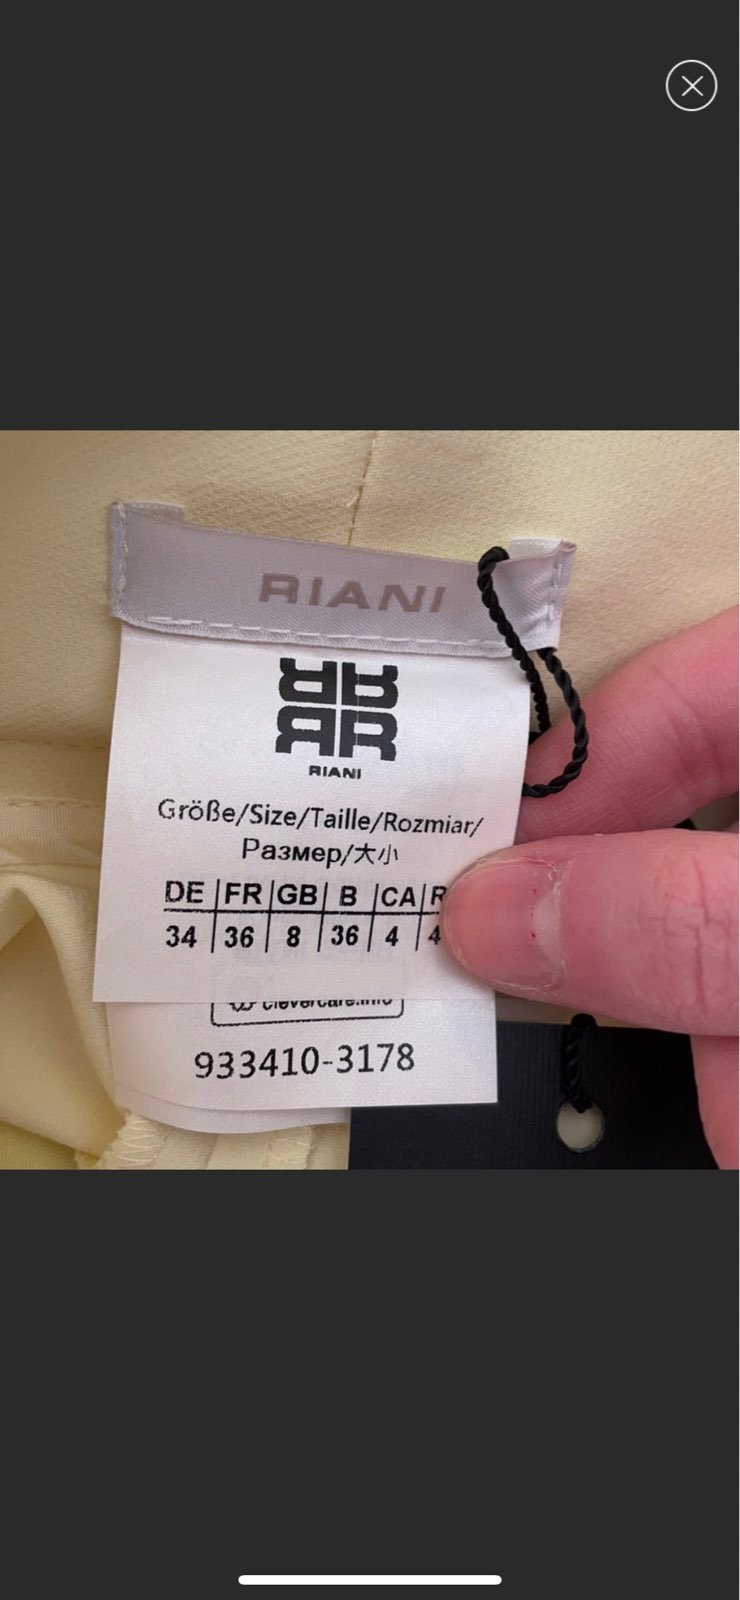 RIANI
RIANI
Größe/Size/Taille/Rozmiar/
Размер/大小
DE FR GB B CA
34 36 8 36 4
clevercare.info
933410-3178